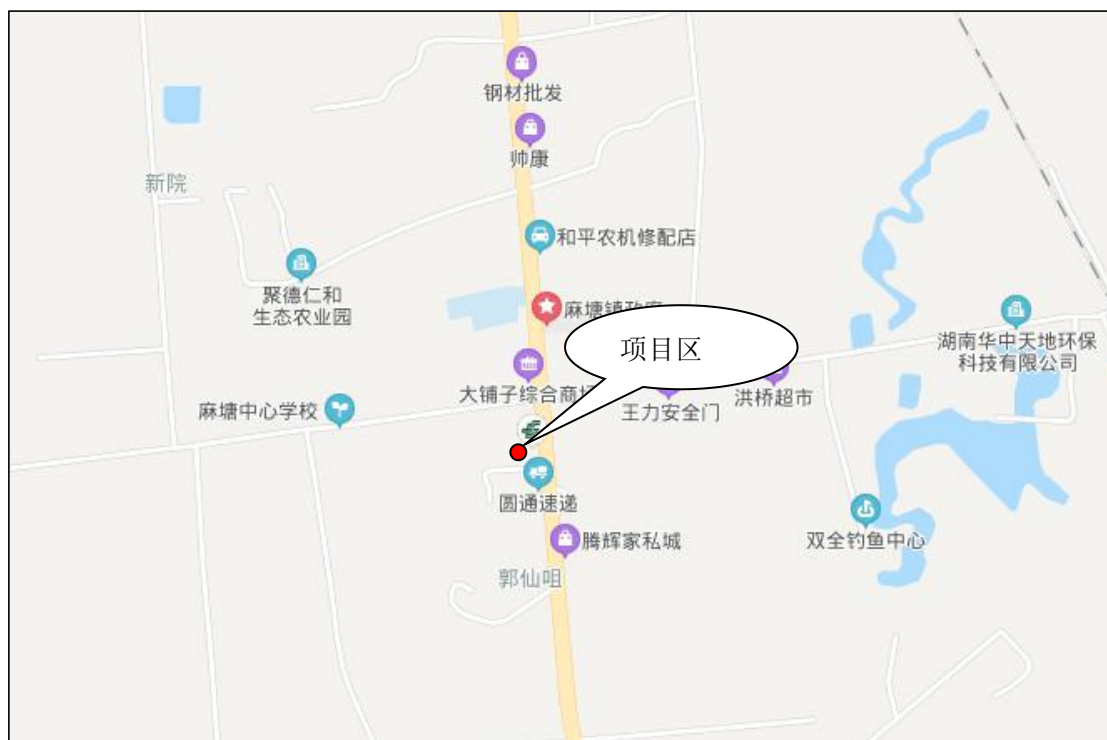 钢材批发
帅康
新院
和平农机修配店
聚德仁和
生态农业园
麻塘镇政府
项目区
湖南华中天地环保
科技有限公司
大铺子综合商场
洪桥超市
麻塘中心学校
王力安全门
圆通速递
腾辉家私城
双全钓鱼中心
郭仙咀